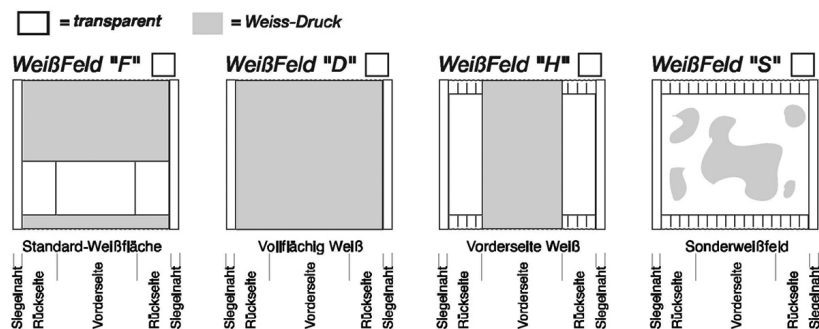 = transparent = Weiss-Druck
WeißFeld "F" WeißFeld "D" WeißFeld "H" WeißFeld "S"
Standard-Weißfläche Vollflächig Weiß Vorderseite Weiß Sonderweißfeld
Siegelnaht Rückseite Vorderseite Rückseite Siegelnaht Siegelnaht Rückseite Vorderseite Rückseite Siegelnaht Siegelnaht Rückseite Vorderseite Rückseite Siegelnaht Siegelnaht Rückseite Vorderseite Rückseite Siegelnaht